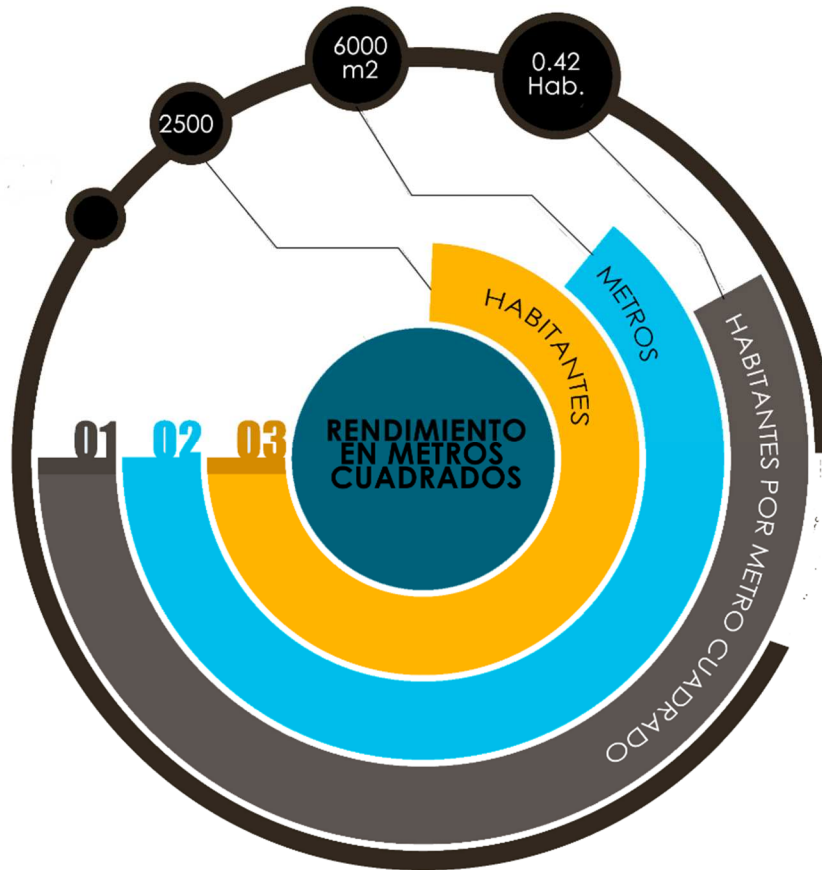 6000
m2
0.42
Hab.
2500
HABITANTES
METROS
HABITANTES POR METRO CUADRADO
01
02
03
RENDIMIENTO
EN METROS
CUADRADOS